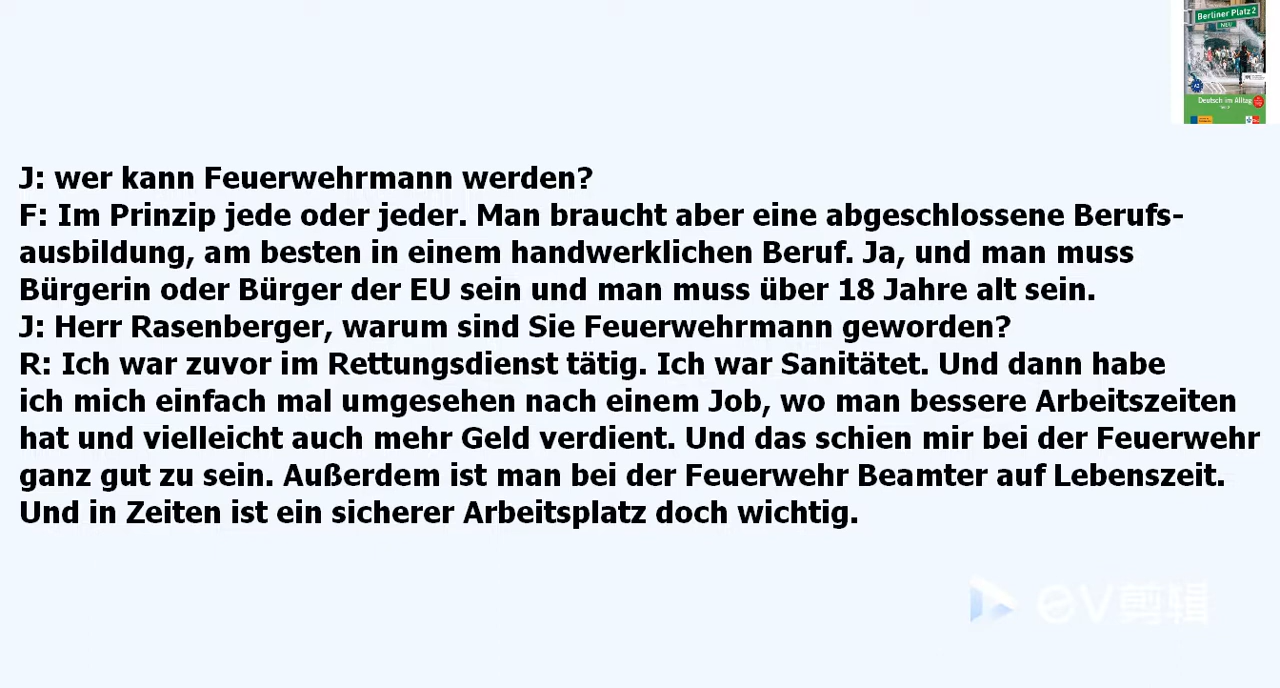 Berliner Platz 2
NEU
A2
Deutsch im Alltag
J: wer kann Feuerwehrmann werden?
F: Im Prinzip jede oder jeder. Man braucht aber eine abgeschlossene Berufs-
ausbildung, am besten in einem handwerklichen Beruf. Ja, und man muss
Bürgerin oder Bürger der EU sein und man muss über 18 Jahre alt sein.
J: Herr Rasenberger, warum sind Sie Feuerwehrmann geworden?
R: Ich war zuvor im Rettungsdienst tätig. Ich war Sanitätet. Und dann habe
ich mich einfach mal umgesehen nach einem Job, wo man bessere Arbeitszeiten
hat und vielleicht auch mehr Geld verdient. Und das schien mir bei der Feuerwehr
ganz gut zu sein. Außerdem ist man bei der Feuerwehr Beamter auf Lebenszeit.
Und in Zeiten ist ein sicherer Arbeitsplatz doch wichtig.
eV剪辑